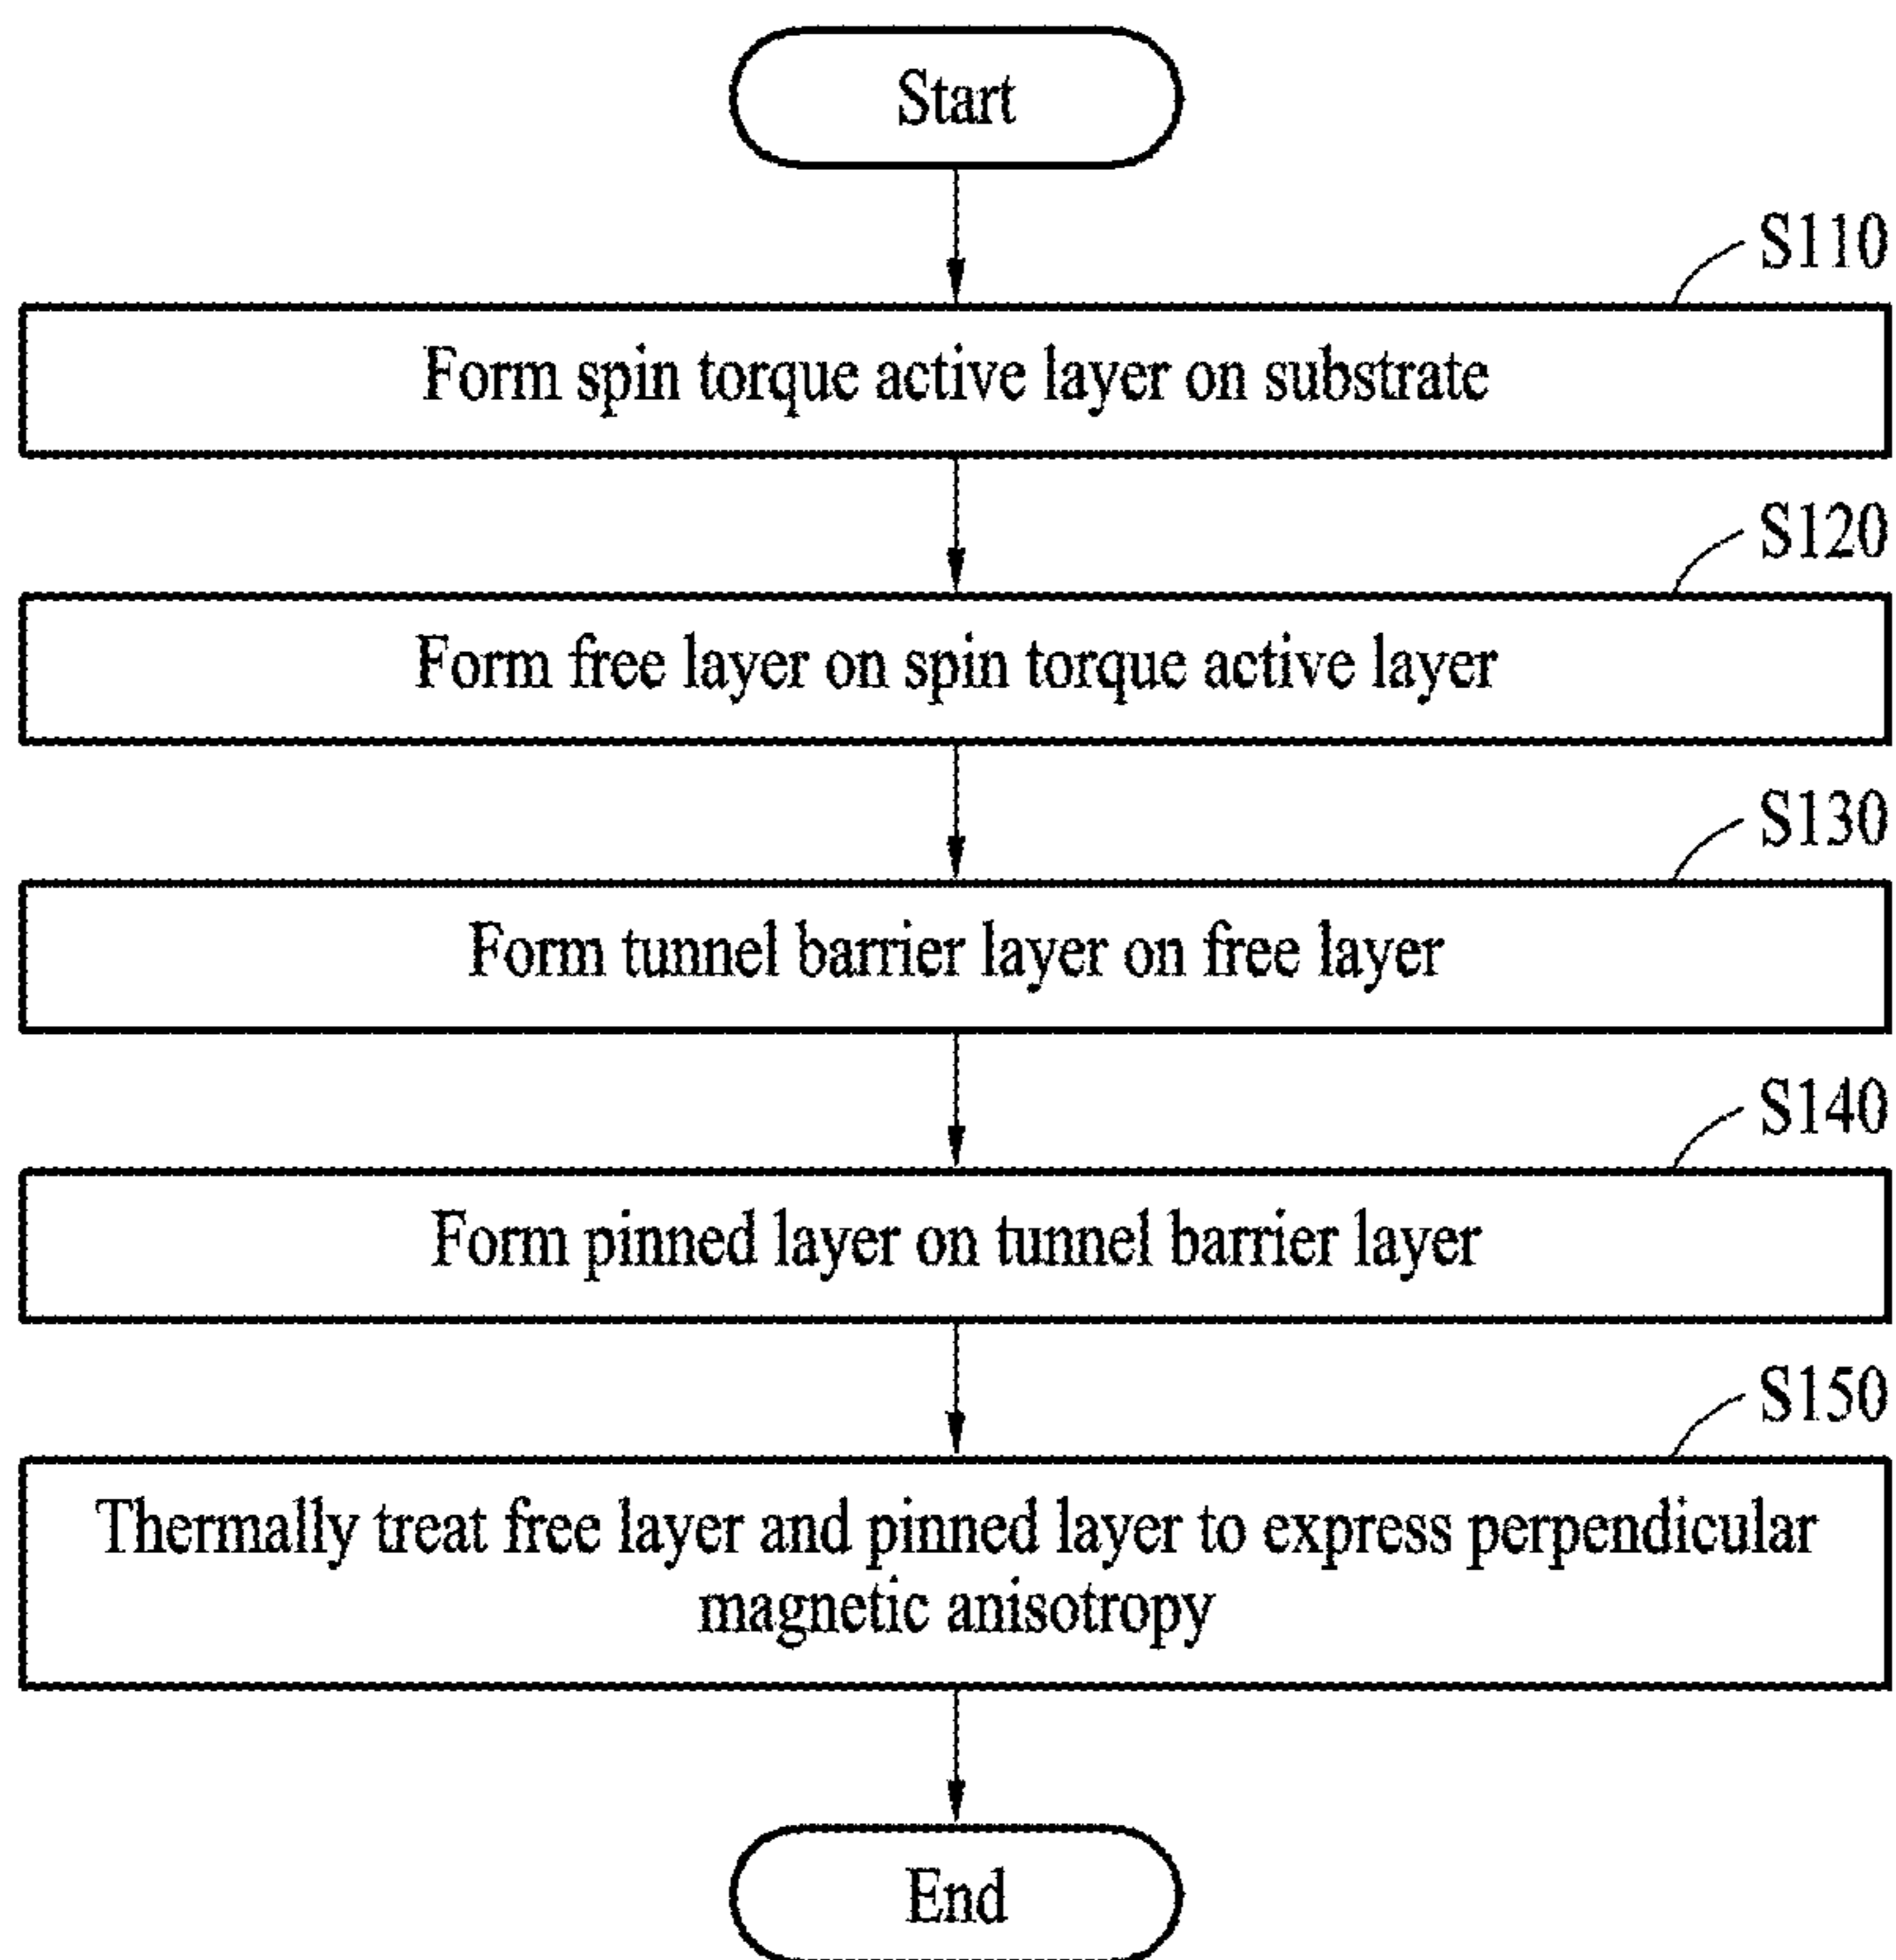 Start
S110
Form spin torque active layer on substrate
S120
Form free layer on spin torque active layer
S130
Form tunnel barrier layer on free layer
S140
Form pinned layer on tunnel barrier layer
S150
Thermally treat free layer and pinned layer to express perpendicular
magnetic anisotropy
End